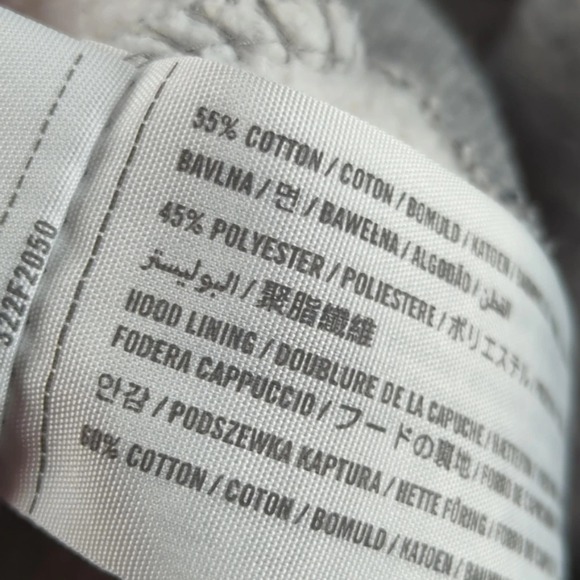 S22F2050
55% COTTON / COTON / BOMULD / KATOEN /
BAVLNA / 면 / BAWEŁNA / ALGODÃO / القطن
45% POLYESTER / POLIESTERE / ポリエステル /
البوليستر / 聚脂纖維
HOOD LINING / DOUBLURE DE LA CAPUCHE /
FODERA CAPPUCCIO / フードの裏地 /
안감 / PODSZEWKA KAPTURA / HETTE FÔRING /
60% COTTON / COTON / BOMULD / KATOEN /